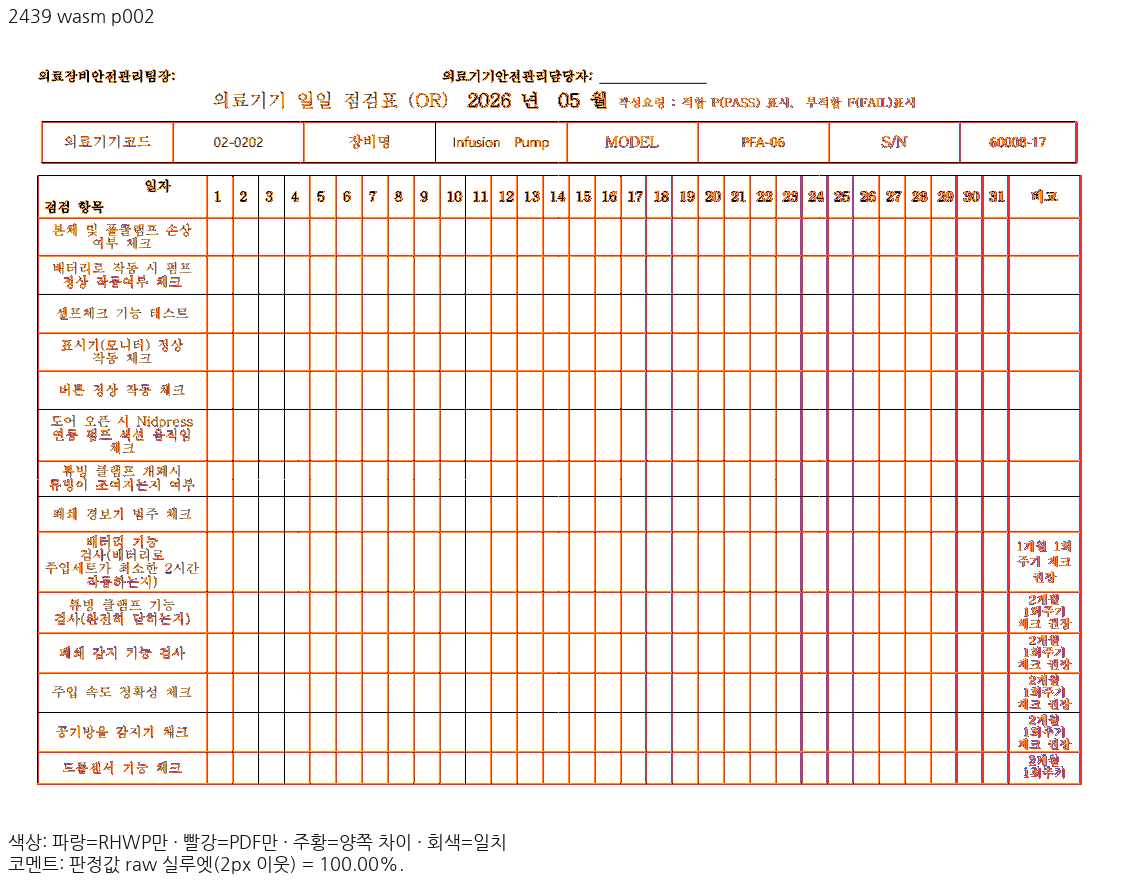 2439 wasm p002
의료장비안전관리팀장: 의료기기안전관리담당자:
의료기기 일일 점검표 (OR) 2026 년 05 월 작성요령 : 적합 P(PASS) 표시, 부적합 F(FAIL)표시
의료기기코드 02-0202 장비명 Infusion Pump MODEL PFA-06 S/N 60008-17
일자
점검 항목
1 2 3 4 5 6 7 8 9 10 11 12 13 14 15 16 17 18 19 20 21 22 23 24 25 26 27 28 29 30 31 비고
본체 및 폴클램프 손상
여부 체크
배터리로 작동 시 펌프
정상 작동여부 체크
셀프체크 기능 테스트
표시기(모니터) 정상
작동 체크
버튼 정상 작동 체크
도어 오픈 시 Nidpress
연동 펌프 섹션 움직임
체크
튜빙 클램프 개폐시
튜빙이 조여지는지 여부
폐쇄 경보기 범주 체크
배터리 기능
검사(배터리로
주입세트가 최소한 2시간
작동하는지)
1개월 1회
주기 체크
권장
튜빙 클램프 기능
검사(완전히 닫히는지)
2개월
1회주기
체크 권장
폐쇄 감지 기능 검사
2개월
1회주기
체크 권장
주입 속도 정확성 체크
2개월
1회주기
체크 권장
공기방울 감지기 체크
2개월
1회주기
체크 권장
드롭센서 기능 체크
2개월
1회주기
색상: 파랑=RHWP만 · 빨강=PDF만 · 주황=양쪽 차이 · 회색=일치
코멘트: 판정값 raw 실루엣(2px 이웃) = 100.00%.